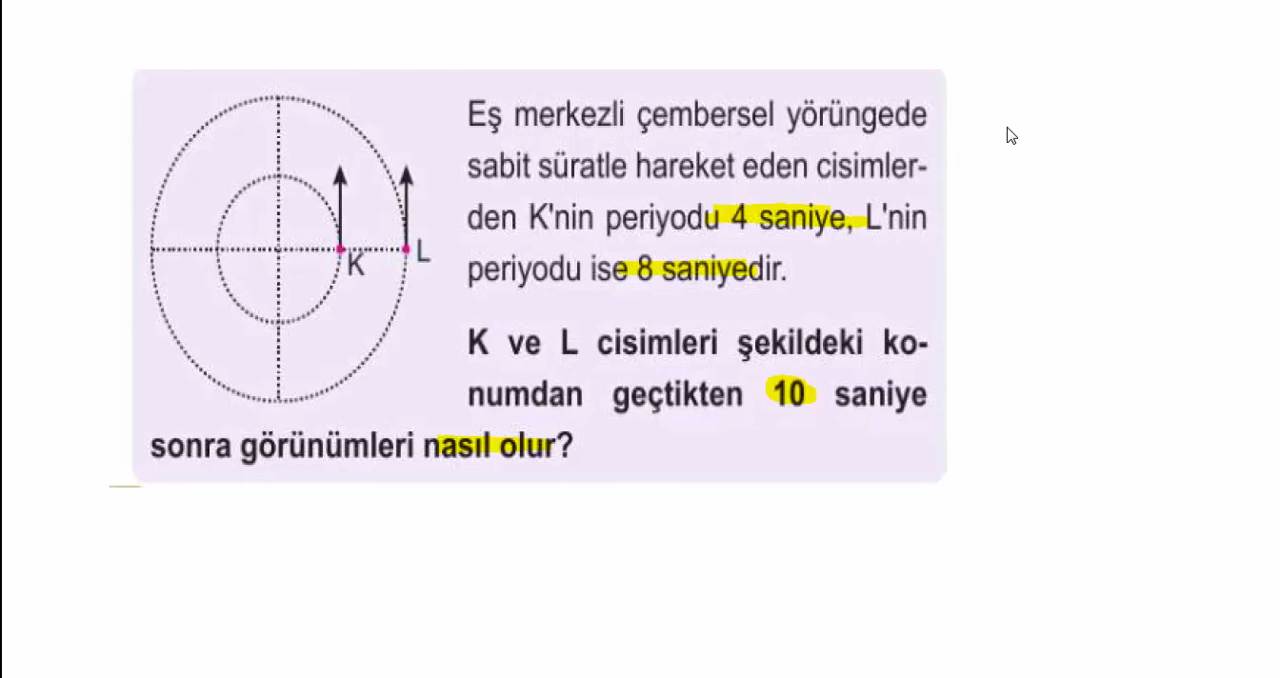 Eş merkezli çembersel yörüngede
sabit süratle hareket eden cisimler-
den K'nin periyodu 4 saniye, L'nin
periyodu ise 8 saniyedir.
K L
K ve L cisimleri şekildeki ko-
numdan geçtikten 10 saniye
sonra görünümleri nasıl olur?